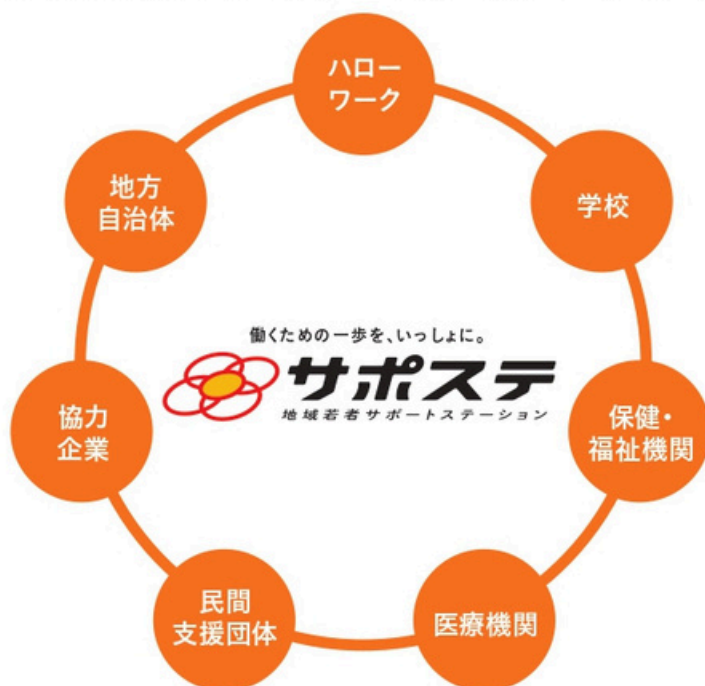 ハロー
ワーク
学校
保健・
福祉機関
医療機関
民間
支援団体
協力
企業
地方
自治体
働くための一歩を、いっしょに。
サポステ
地域若者サポートステーション